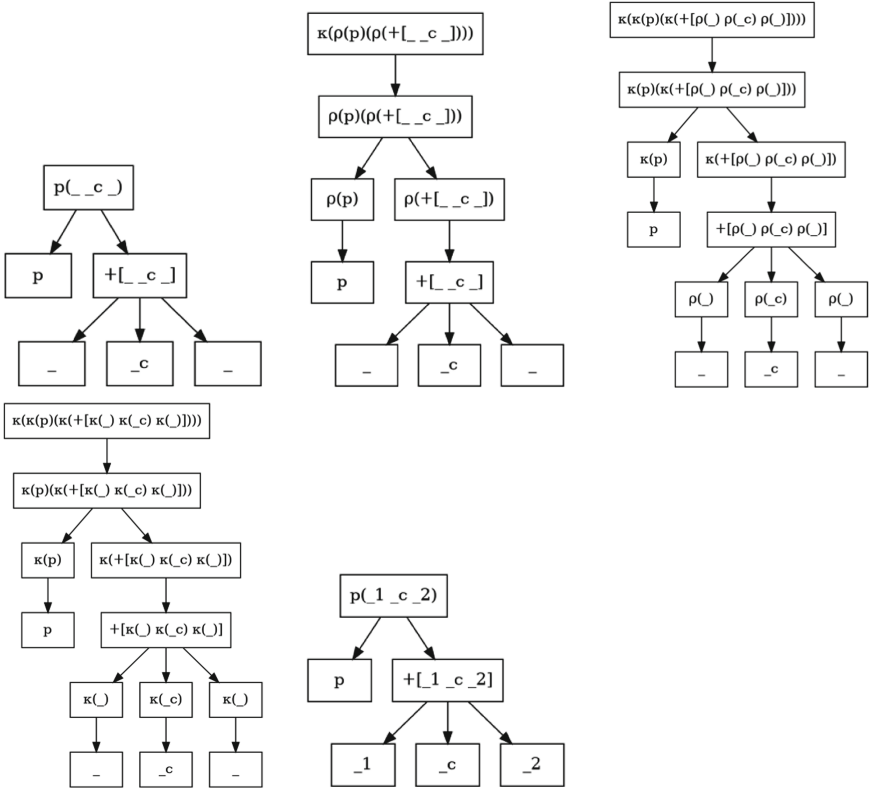 p(_ _c _)
p
+[_ _c _]
_
_c
_
κ(ρ(p)(ρ(+[_ _c _])))
ρ(p)(ρ(+[_ _c _]))
ρ(p)
ρ(+[_ _c _])
p
+[_ _c _]
_
_c
_
κ(κ(p)(κ(+[ρ(_) ρ(_c) ρ(_)])))
κ(p)(κ(+[ρ(_) ρ(_c) ρ(_)]))
κ(p)
κ(+[ρ(_) ρ(_c) ρ(_)])
p
+[ρ(_) ρ(_c) ρ(_)]
ρ(_)
ρ(_c)
ρ(_)
_
_c
_
κ(κ(p)(κ(+[κ(_) κ(_c) κ(_)])))
κ(p)(κ(+[κ(_) κ(_c) κ(_)]))
κ(p)
κ(+[κ(_) κ(_c) κ(_)])
p
+[κ(_) κ(_c) κ(_)]
κ(_)
κ(_c)
κ(_)
_
_c
_
p(_1 _c _2)
p
+[_1 _c _2]
_1
_c
_2